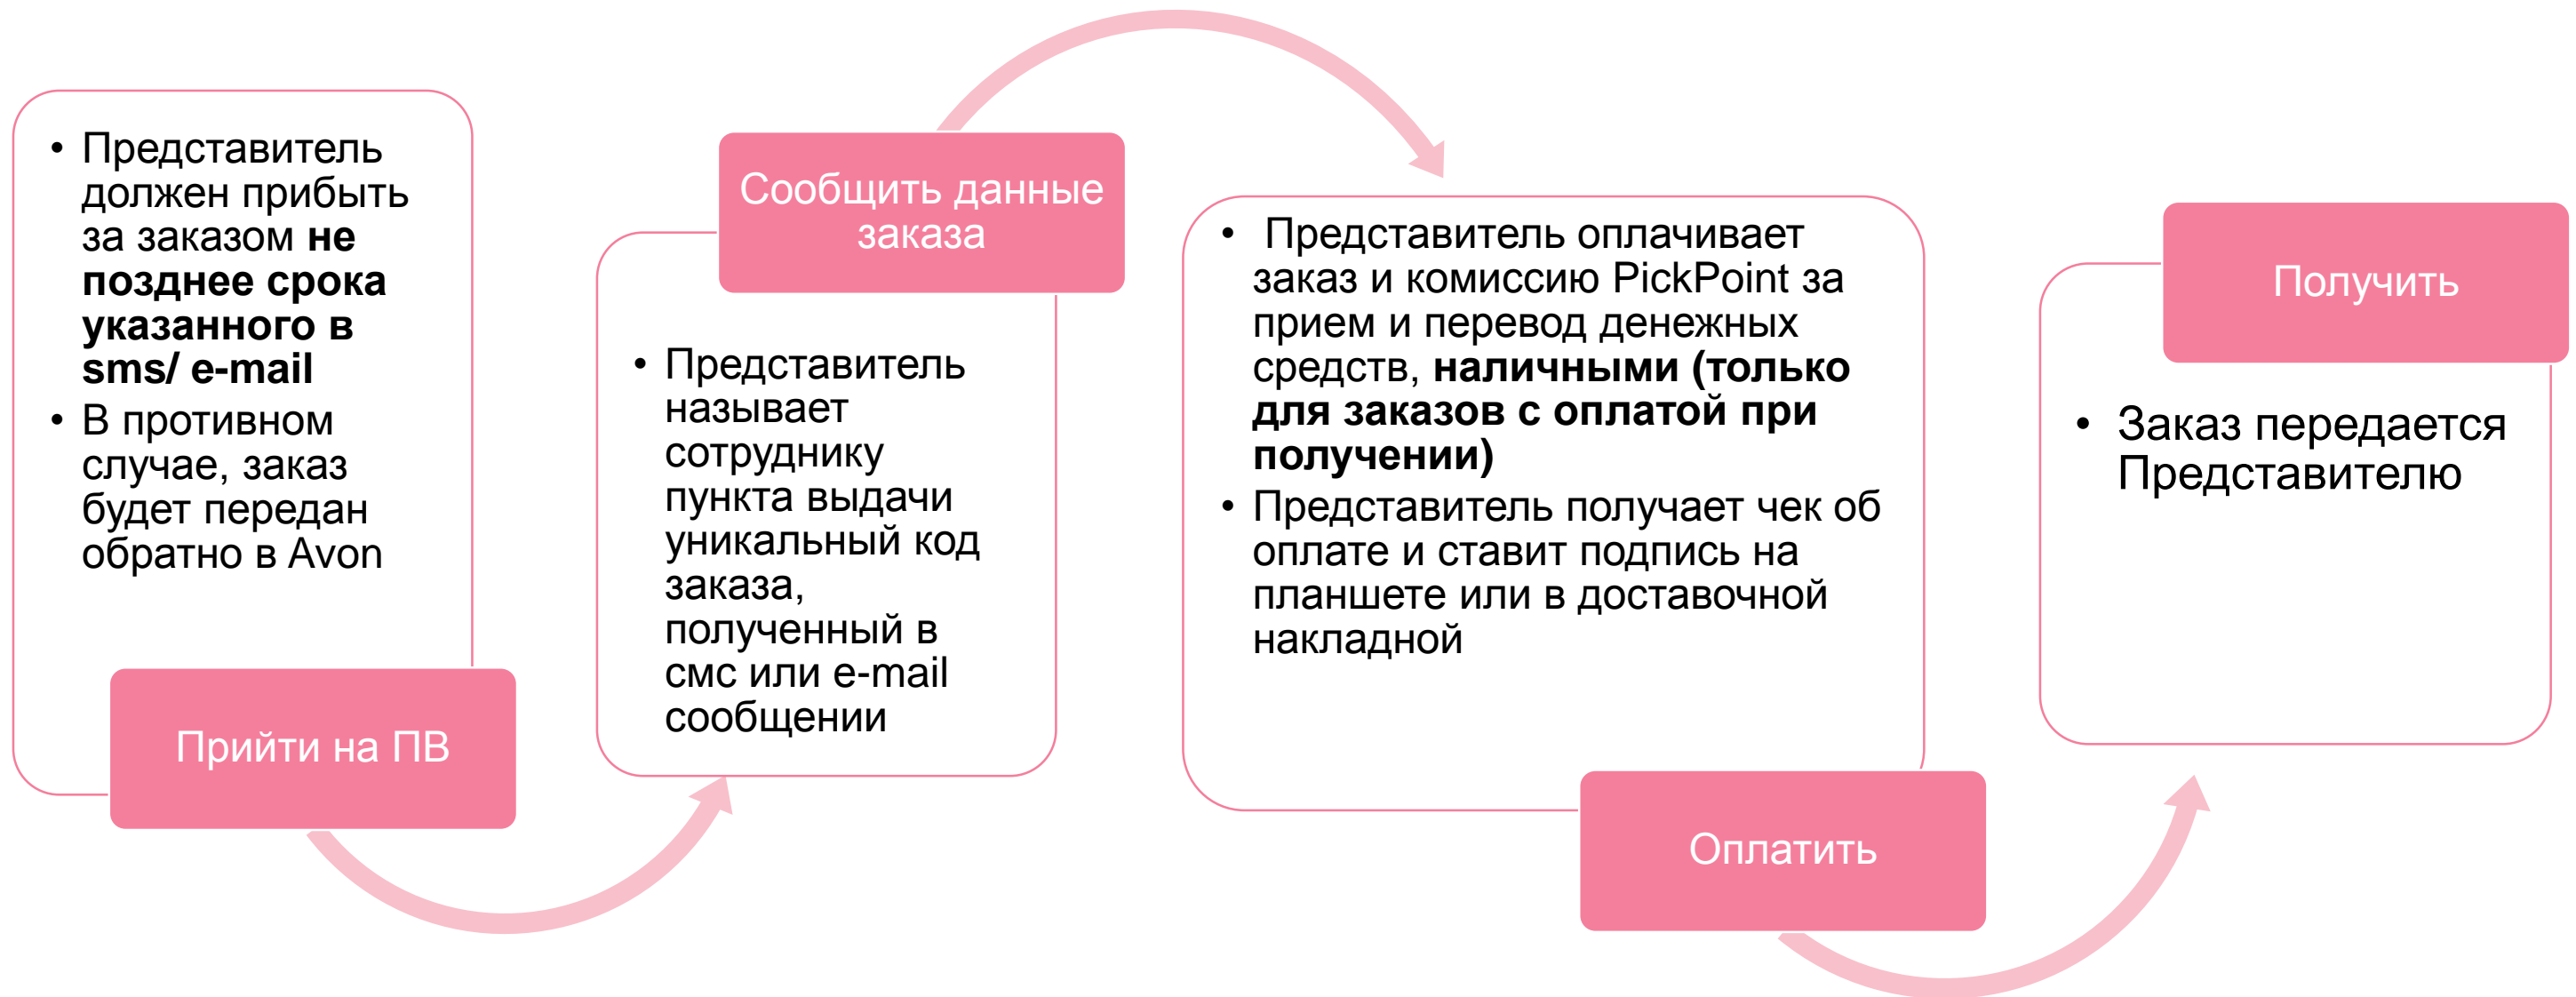 • Представитель
должен прибыть
за заказом не
позднее срока
указанного в
sms/ e-mail
• В противном
случае, заказ
будет передан
обратно в Avon
Прийти на ПВ
Сообщить данные
заказа
• Представитель
называет
сотруднику
пункта выдачи
уникальный код
заказа,
полученный в
смс или e-mail
сообщении
• Представитель оплачивает
заказ и комиссию PickPoint за
прием и перевод денежных
средств, наличными (только
для заказов с оплатой при
получении)
• Представитель получает чек об
оплате и ставит подпись на
планшете или в доставочной
накладной
Оплатить
Получить
• Заказ передается
Представителю